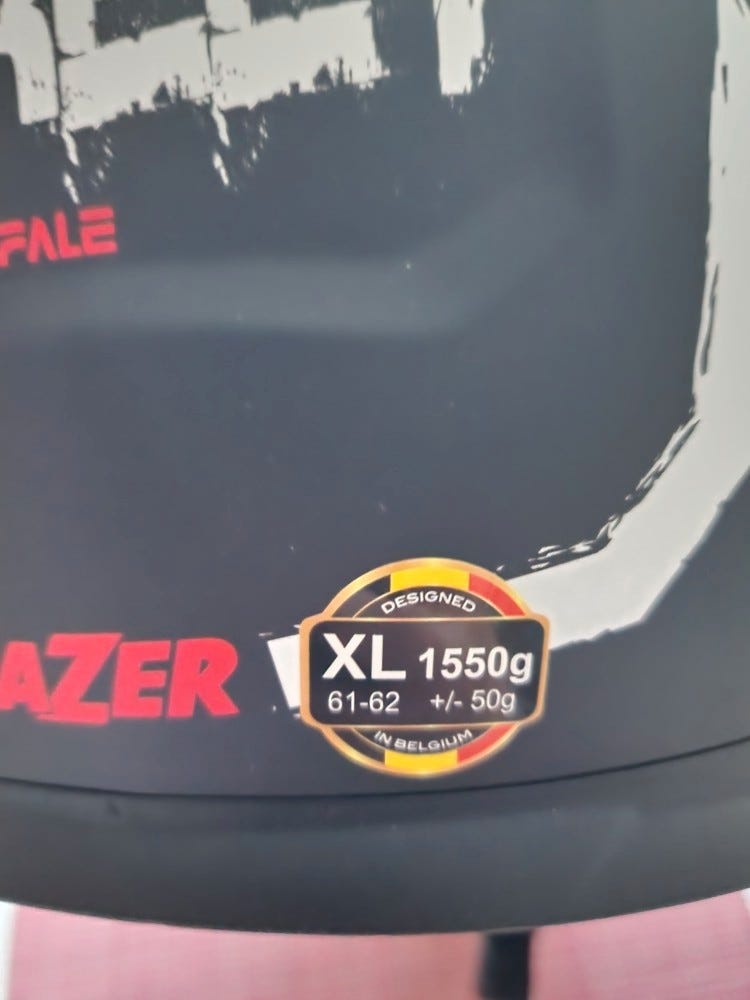 FALE
AZER
DESIGNED
XL 1550g
61-62 +/- 50g
IN BELGIUM